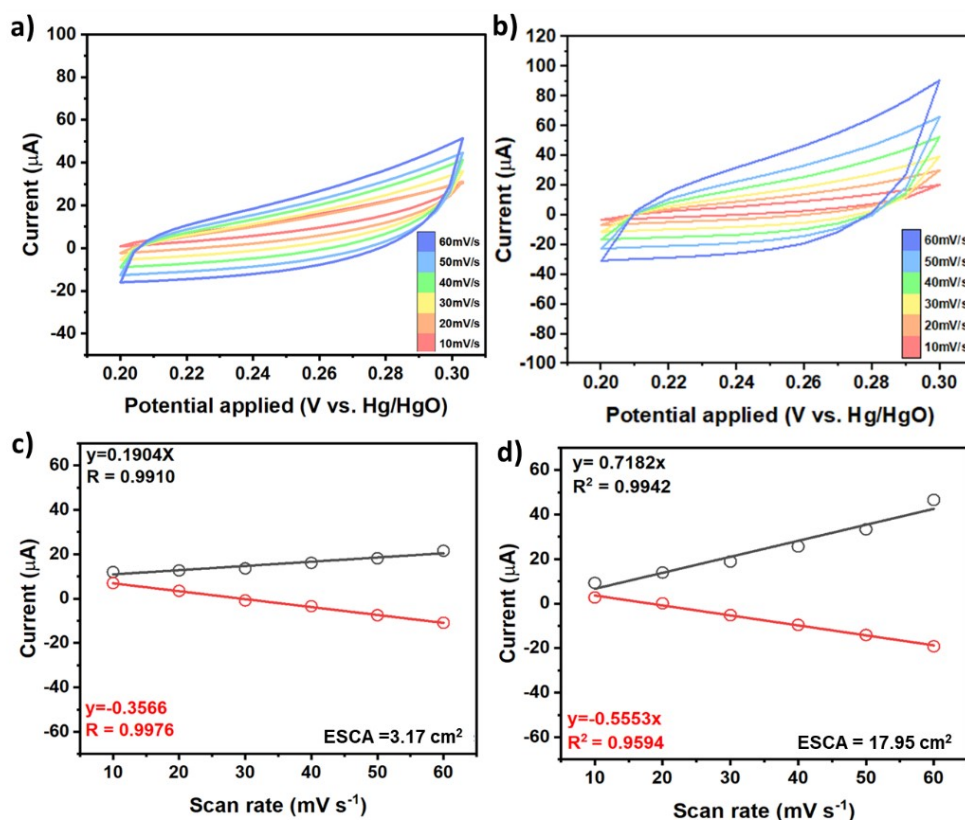 a)
100
80
60
40
20
0
-20
-40
Current (µA)
60mV/s
50mV/s
40mV/s
30mV/s
20mV/s
10mV/s
0.20 0.22 0.24 0.26 0.28 0.30
Potential applied (V vs. Hg/HgO)
b)
120
100
80
60
40
20
0
-20
-40
-60
-80
-100
Current (µA)
60mV/s
50mV/s
40mV/s
30mV/s
20mV/s
10mV/s
0.20 0.22 0.24 0.26 0.28 0.30
Potential applied (V vs. Hg/HgO)
c)
y=0.1904X
R = 0.9910
60
40
20
0
-20
-40
-60
Current (µA)
y=-0.3566
R = 0.9976
ESCA =3.17 cm²
10 20 30 40 50 60
Scan rate (mV s⁻¹)
d)
y= 0.7182x
R² = 0.9942
60
40
20
0
-20
-40
-60
Current (µA)
y=-0.5553x
R² = 0.9594
ESCA = 17.95 cm²
10 20 30 40 50 60
Scan rate (mV s⁻¹)